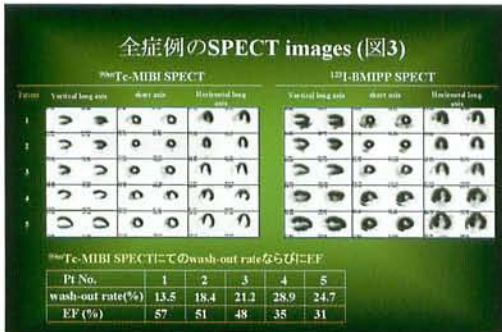 全症例のSPECT images (図3)
99mTc-MIBI SPECT
123I-BMIPP SPECT
Patient
Vertical long axis
short axis
Horizontal long axis
Vertical long axis
short axis
Horizontal long axis
1
2
3
4
5
99mTc-MIBI SPECTにてのwash-out rateならびにEF
Pt No. 1 2 3 4 5
wash-out rate(%) 13.5 18.4 21.2 28.9 24.7
EF (%) 57 51 48 35 31